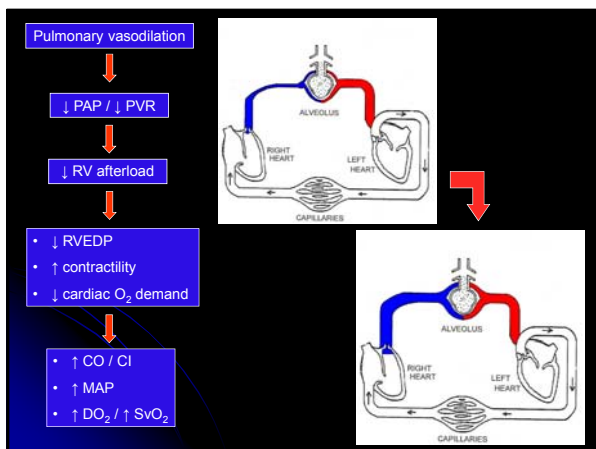 Pulmonary vasodilation
↓ PAP / ↓ PVR
↓ RV afterload
• ↓ RVEDP
• ↑ contractility
• ↓ cardiac O₂ demand
• ↑ CO / CI
• ↑ MAP
• ↑ DO₂ / ↑ SvO₂
ALVEOLUS
RIGHT
HEART
LEFT
HEART
CAPILLARIES
ALVEOLUS
RIGHT
HEART
LEFT
HEART
CAPILLARIES